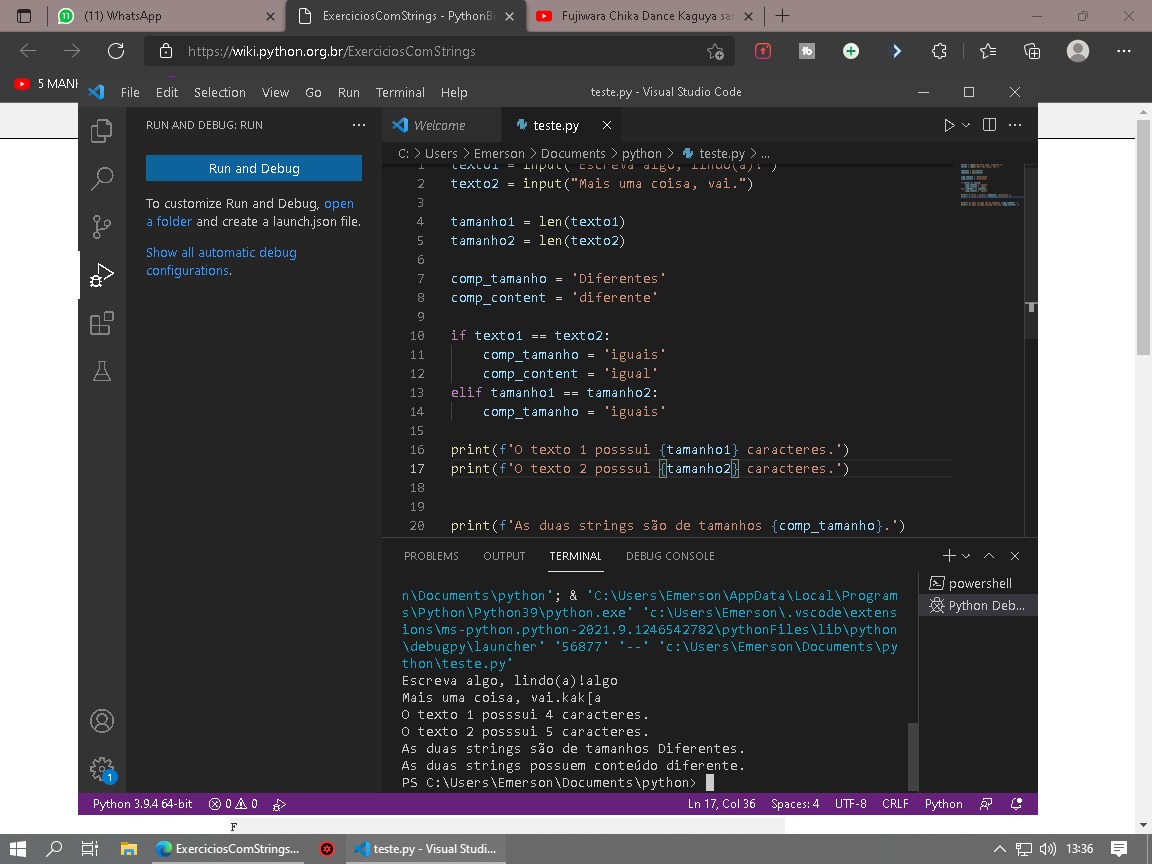 (11) WhatsApp
ExerciciosComStrings - PythonBr
Fujiwara Chika Dance Kaguya sam
https://wiki.python.org.br/ExerciciosComStrings
5 MANH
File Edit Selection View Go Run Terminal Help
teste.py - Visual Studio Code
RUN AND DEBUG: RUN
Run and Debug
To customize Run and Debug, open
a folder and create a launch.json file.
Show all automatic debug
configurations.
Welcome
teste.py
C: > Users > Emerson > Documents > python > teste.py > ...
1 texto1 = input("Escreva algo, lindo(a)!")
2 texto2 = input("Mais uma coisa, vai.")
3
4 tamanho1 = len(texto1)
5 tamanho2 = len(texto2)
6
7 comp_tamanho = 'Diferentes'
8 comp_content = 'diferente'
9
10 if texto1 == texto2:
11 comp_tamanho = 'iguais'
12 comp_content = 'igual'
13 elif tamanho1 == tamanho2:
14 comp_tamanho = 'iguais'
15
16 print(f'O texto 1 posssui {tamanho1} caracteres.')
17 print(f'O texto 2 posssui {tamanho2} caracteres.')
18
19
20 print(f'As duas strings são de tamanhos {comp_tamanho}.')
PROBLEMS OUTPUT TERMINAL DEBUG CONSOLE
powershell
Python Deb...
n\Documents\python'; & 'C:\Users\Emerson\AppData\Local\Program
s\Python\Python39\python.exe' 'c:\Users\Emerson\.vscode\extens
ions\ms-python.python-2021.9.1246542782\pythonFiles\lib\python
\debugpy\launcher' '56877' '--' 'c:\Users\Emerson\Documents\py
thon\teste.py'
Escreva algo, lindo(a)!algo
Mais uma coisa, vai.kak[a
O texto 1 posssui 4 caracteres.
O texto 2 posssui 5 caracteres.
As duas strings são de tamanhos Diferentes.
As duas strings possuem conteúdo diferente.
PS C:\Users\Emerson\Documents\python>
1
Python 3.9.4 64-bit 0 0
Ln 17, Col 36 Spaces: 4 UTF-8 CRLF Python
F
ExerciciosComStrings...
teste.py - Visual Studi...
13:36